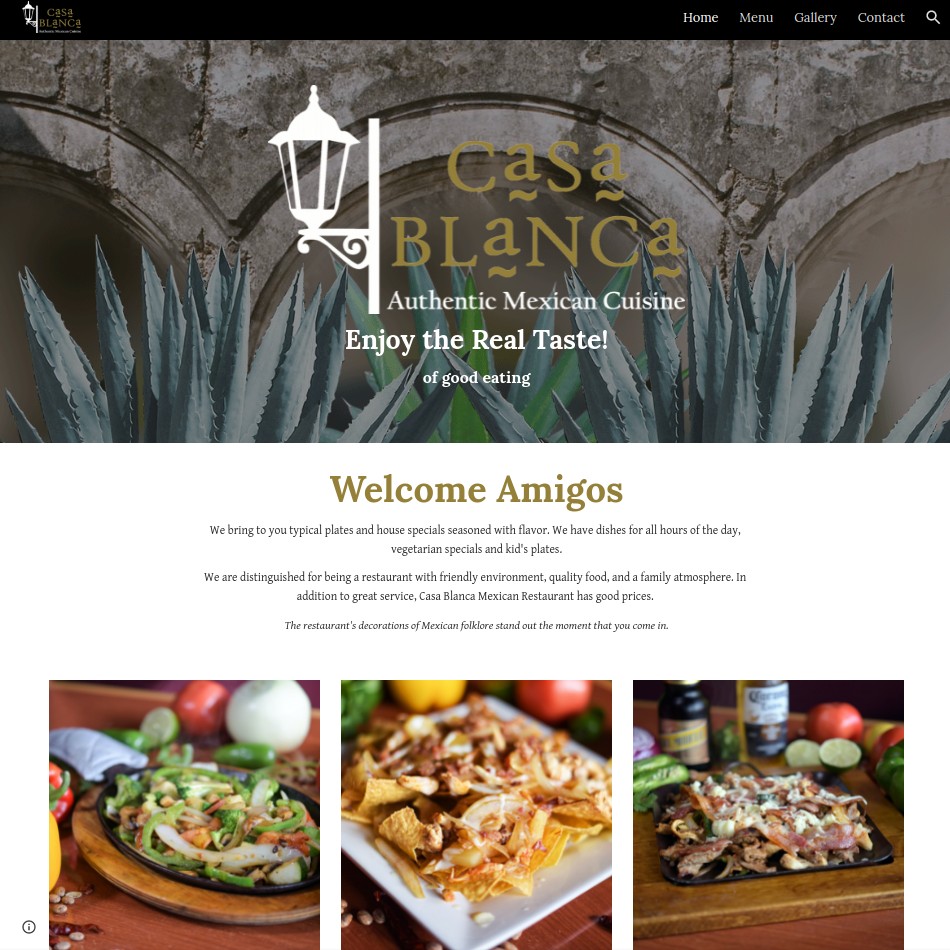 CaSa
BLaNCa
Authentic Mexican Cuisine
Home Menu Gallery Contact
CaSa
BLaNCa
Authentic Mexican Cuisine
Enjoy the Real Taste!
of good eating
Welcome Amigos
We bring to you typical plates and house specials seasoned with flavor. We have dishes for all hours of the day,
vegetarian specials and kid's plates.
We are distinguished for being a restaurant with friendly environment, quality food, and a family atmosphere. In
addition to great service, Casa Blanca Mexican Restaurant has good prices.
The restaurant's decorations of Mexican folklore stand out the moment that you come in.